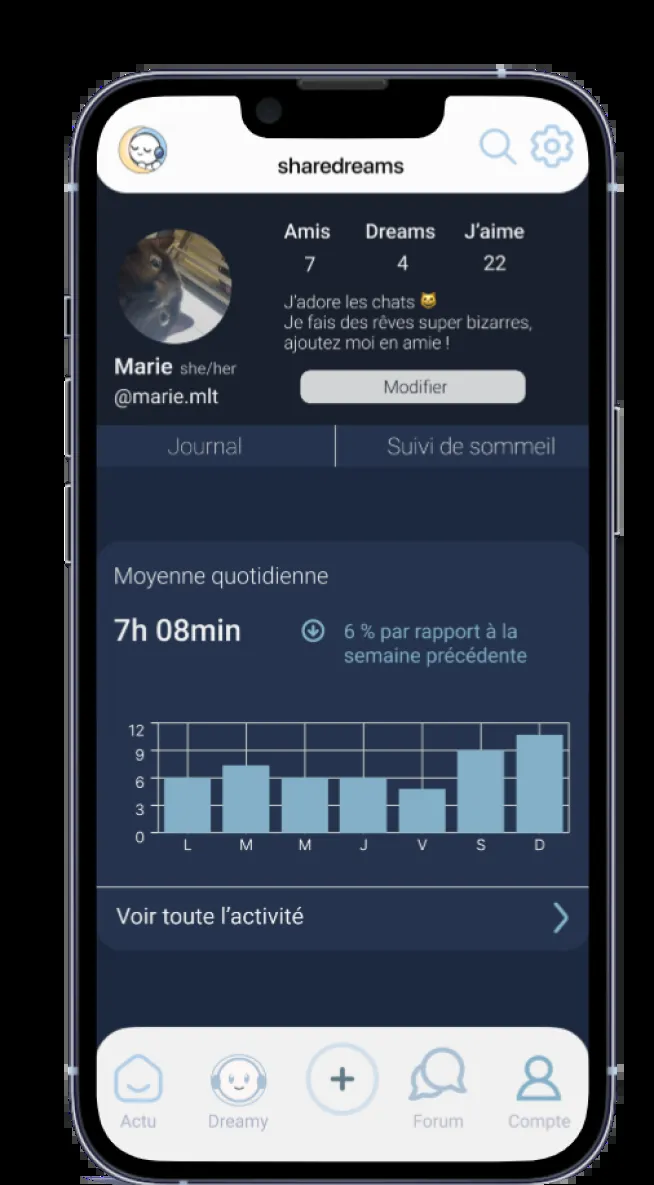 sharedreams
Amis Dreams J'aime
7 4 22
J'adore les chats 😺
Je fais des rêves super bizarres,
ajoutez moi en amie !
Marie she/her
@marie.mlt
Modifier
Journal Suivi de sommeil
Moyenne quotidienne
7h 08min
6 % par rapport à la
semaine précédente
12
9
6
3
0
L M M J V S D
Voir toute l'activité
+
Actu Dreamy Forum Compte